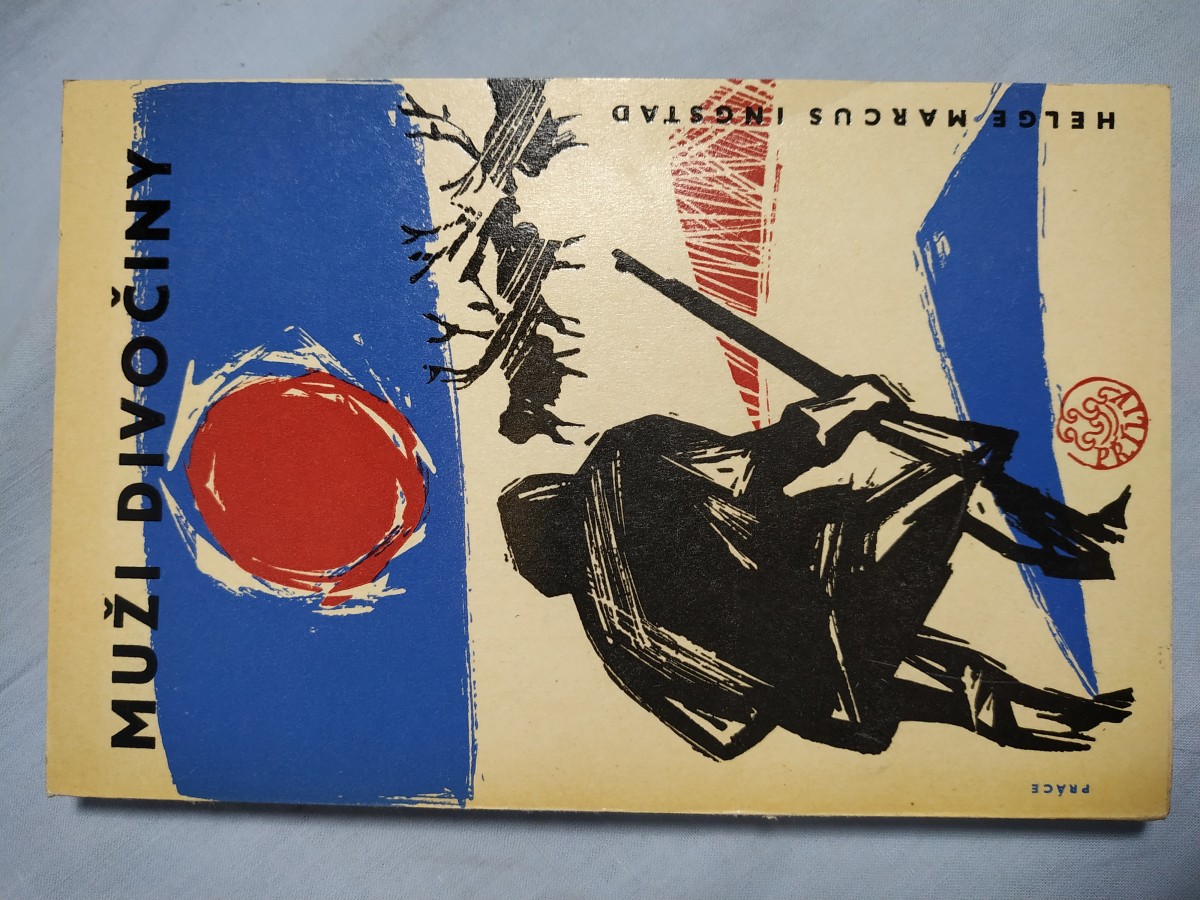 MUŽI DIVOČINY
HELGE MARCUS INGSTAD
PRÁCE